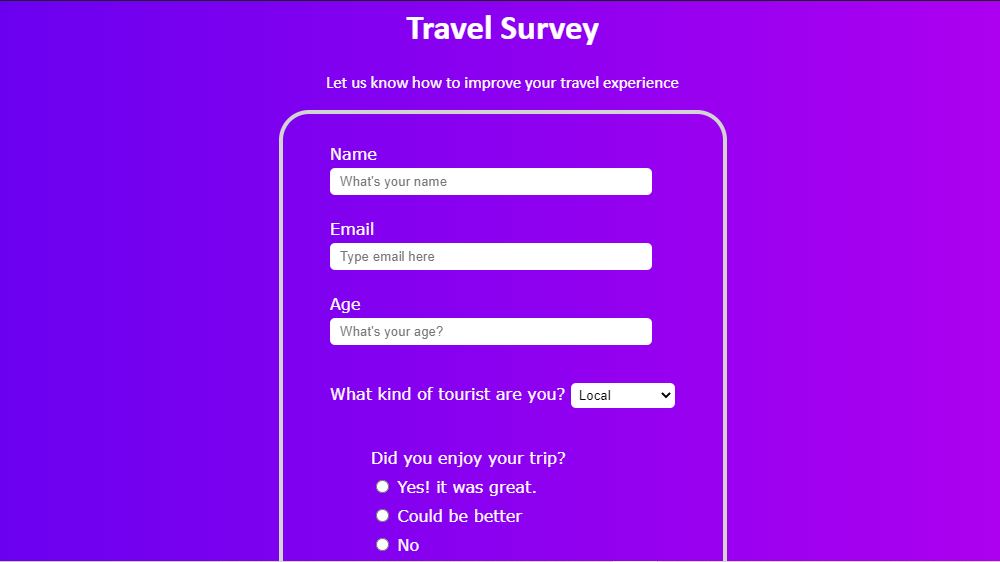 Travel Survey
Let us know how to improve your travel experience
Name
What's your name
Email
Type email here
Age
What's your age?
What kind of tourist are you? Local
Did you enjoy your trip?
Yes! it was great.
Could be better
No